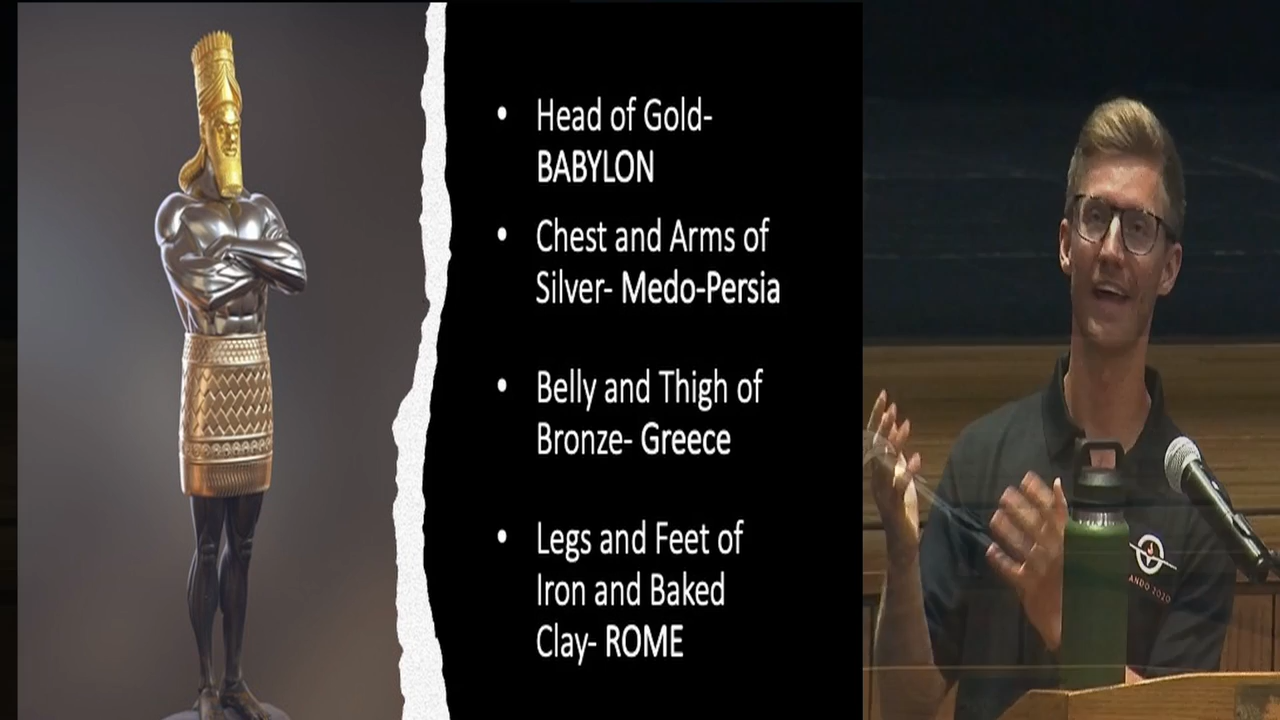 • Head of Gold-
BABYLON
• Chest and Arms of
Silver- Medo-Persia
• Belly and Thigh of
Bronze- Greece
• Legs and Feet of
Iron and Baked
Clay- ROME
ANDO 2020